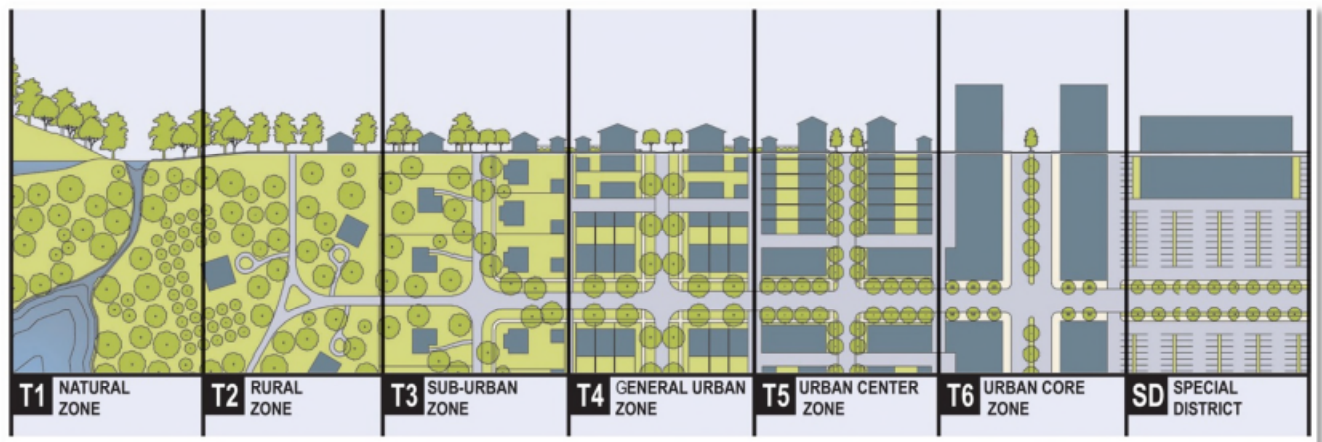 T1 NATURAL
ZONE
T2 RURAL
ZONE
T3 SUB-URBAN
ZONE
T4 GENERAL URBAN
ZONE
T5 URBAN CENTER
ZONE
T6 URBAN CORE
ZONE
SD SPECIAL
DISTRICT